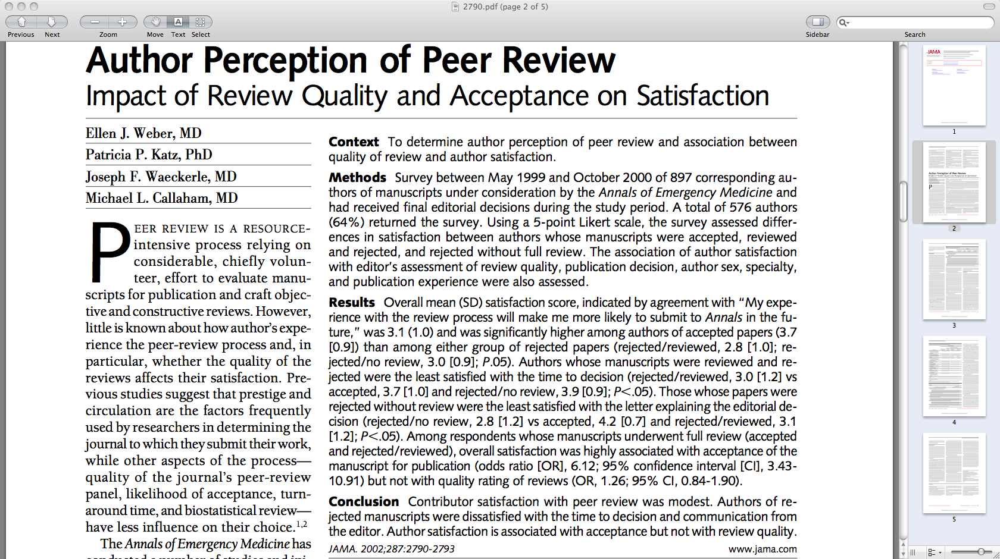 2790.pdf (page 2 of 5)
Previous
Next
Zoom
Move
Text
Select
Sidebar
Search
Author Perception of Peer Review
Impact of Review Quality and Acceptance on Satisfaction
Ellen J. Weber, MD
Patricia P. Katz, PhD
Joseph F. Waeckerle, MD
Michael L. Callaham, MD
PEER REVIEW IS A RESOURCE-
intensive process relying on
considerable, chiefly volun-
teer, effort to evaluate manu-
scripts for publication and craft objec-
tive and constructive reviews. However,
little is known about how author's expe-
rience the peer-review process and, in
particular, whether the quality of the
reviews affects their satisfaction. Pre-
vious studies suggest that prestige and
circulation are the factors frequently
used by researchers in determining the
journal to which they submit their work,
while other aspects of the process—
quality of the journal's peer-review
panel, likelihood of acceptance, turn-
around time, and biostatistical review—
have less influence on their choice.1,2
The Annals of Emergency Medicine has
Context To determine author perception of peer review and association between
quality of review and author satisfaction.
Methods Survey between May 1999 and October 2000 of 897 corresponding au-
thors of manuscripts under consideration by the Annals of Emergency Medicine and
had received final editorial decisions during the study period. A total of 576 authors
(64%) returned the survey. Using a 5-point Likert scale, the survey assessed differ-
ences in satisfaction between authors whose manuscripts were accepted, reviewed
and rejected, and rejected without full review. The association of author satisfaction
with editor's assessment of review quality, publication decision, author sex, specialty,
and publication experience were also assessed.
Results Overall mean (SD) satisfaction score, indicated by agreement with "My expe-
rience with the review process will make me more likely to submit to Annals in the fu-
ture," was 3.1 (1.0) and was significantly higher among authors of accepted papers (3.7
[0.9]) than among either group of rejected papers (rejected/reviewed, 2.8 [1.0]; re-
jected/no review, 3.0 [0.9]; P.05). Authors whose manuscripts were reviewed and re-
jected were the least satisfied with the time to decision (rejected/reviewed, 3.0 [1.2] vs
accepted, 3.7 [1.0] and rejected/no review, 3.9 [0.9]; P<.05). Those whose papers were
rejected without review were the least satisfied with the letter explaining the editorial de-
cision (rejected/no review, 2.8 [1.2] vs accepted, 4.2 [0.7] and rejected/reviewed, 3.1
[1.2]; P<.05). Among respondents whose manuscripts underwent full review (accepted
and rejected/reviewed), overall satisfaction was highly associated with acceptance of the
manuscript for publication (odds ratio [OR], 6.12; 95% confidence interval [CI], 3.43-
10.91) but not with quality rating of reviews (OR, 1.26; 95% CI, 0.84-1.90).
Conclusion Contributor satisfaction with peer review was modest. Authors of re-
jected manuscripts were dissatisfied with the time to decision and communication from
the editor. Author satisfaction is associated with acceptance but not with review quality.
JAMA. 2002;287:2790-2793
www.jama.com
JAMA
1
Author Perception of Peer Review
Impact of Review Quality and Acceptance on Satisfaction
P
2
3
4
5